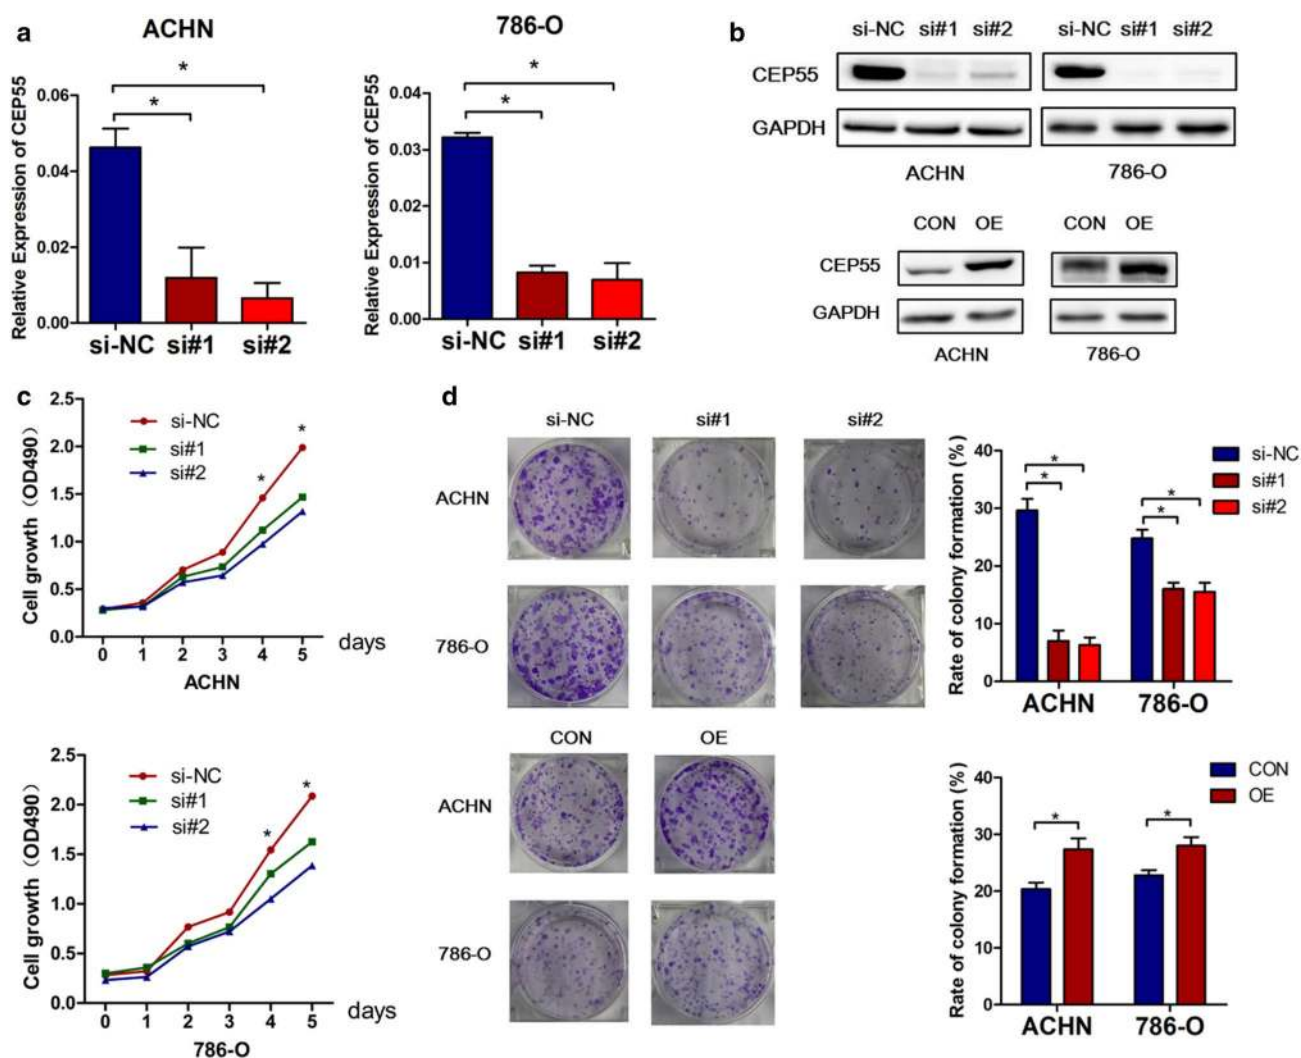 a
ACHN
Relative Expression of CEP55
0.06
0.04
0.02
0.00
*
*
si-NC si#1 si#2
786-O
Relative Expression of CEP55
0.04
0.03
0.02
0.01
0.00
*
*
si-NC si#1 si#2
b
si-NC si#1 si#2 si-NC si#1 si#2
CEP55
GAPDH
ACHN 786-O
CON OE CON OE
CEP55
GAPDH
ACHN 786-O
c
Cell growth（OD490)
2.5
2.0
1.5
1.0
0.5
0.0
si-NC
si#1
si#2
*
*
0 1 2 3 4 5 days
ACHN
Cell growth（OD490)
2.5
2.0
1.5
1.0
0.5
0.0
si-NC
si#1
si#2
*
*
0 1 2 3 4 5 days
786-O
d
si-NC si#1 si#2
ACHN
786-O
CON OE
ACHN
786-O
Rate of colony formation (%)
40
30
20
10
0
*
*
*
*
si-NC
si#1
si#2
ACHN 786-O
Rate of colony formation (%)
40
30
20
10
0
*
*
CON
OE
ACHN 786-O